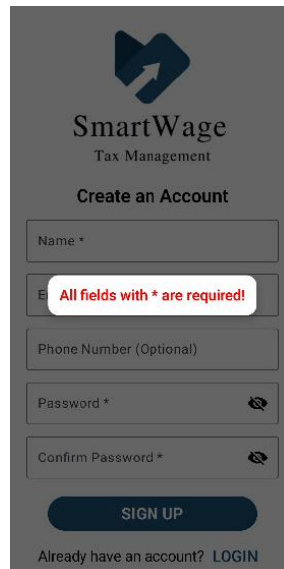 SmartWage
Tax Management
Create an Account
Name *
All fields with * are required!
Phone Number (Optional)
Password *
Confirm Password *
SIGN UP
Already have an account? LOGIN